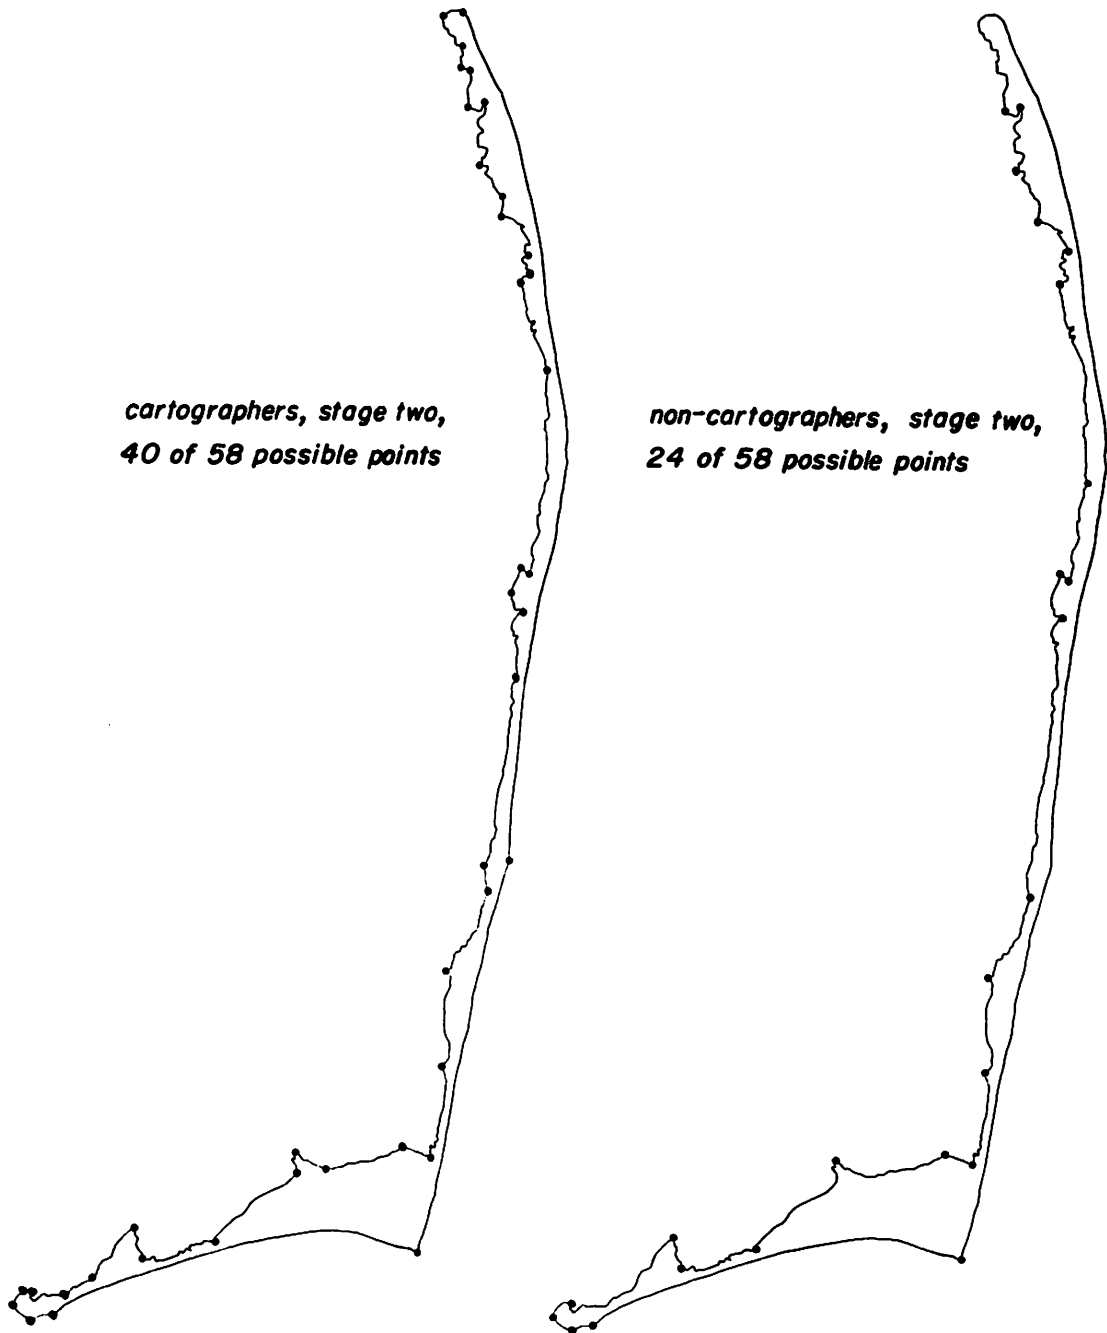 cartographers, stage two,
40 of 58 possible points
non-cartographers, stage two,
24 of 58 possible points